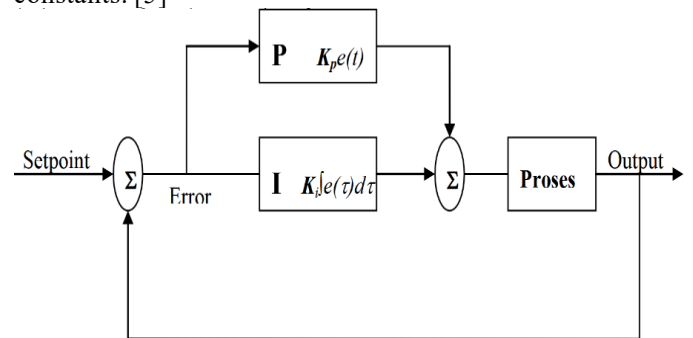 constants. [5]
P Kₚe(t)
Setpoint
Σ
Error
I Kᵢ∫e(τ)dτ
Σ
Proses
Output